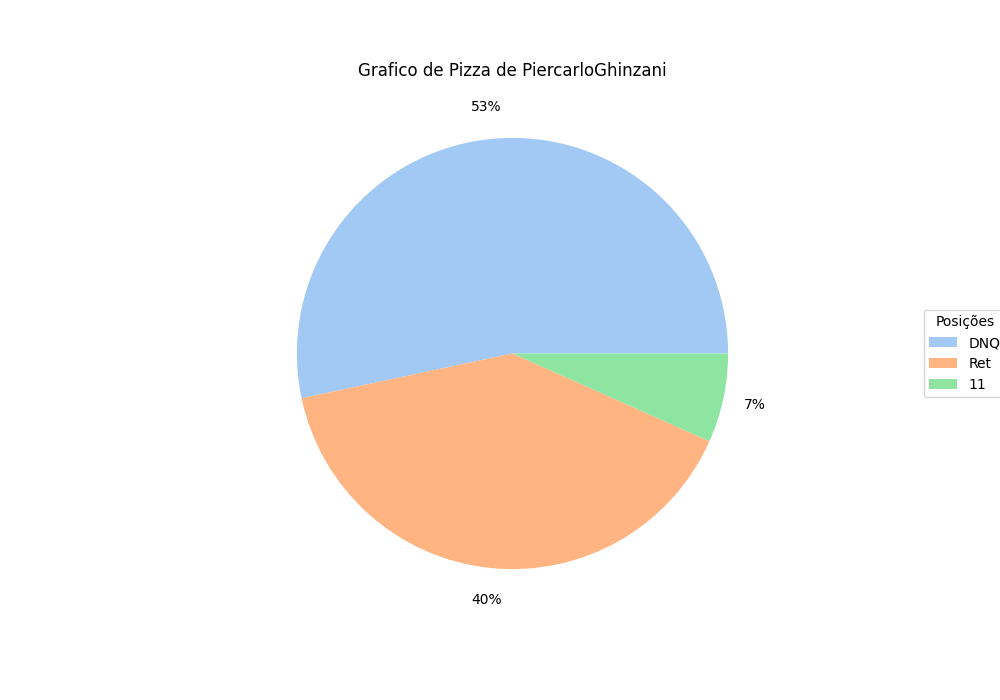 Grafico de Pizza de PiercarloGhinzani
53%
7%
40%
Posições
DNQ
Ret
11